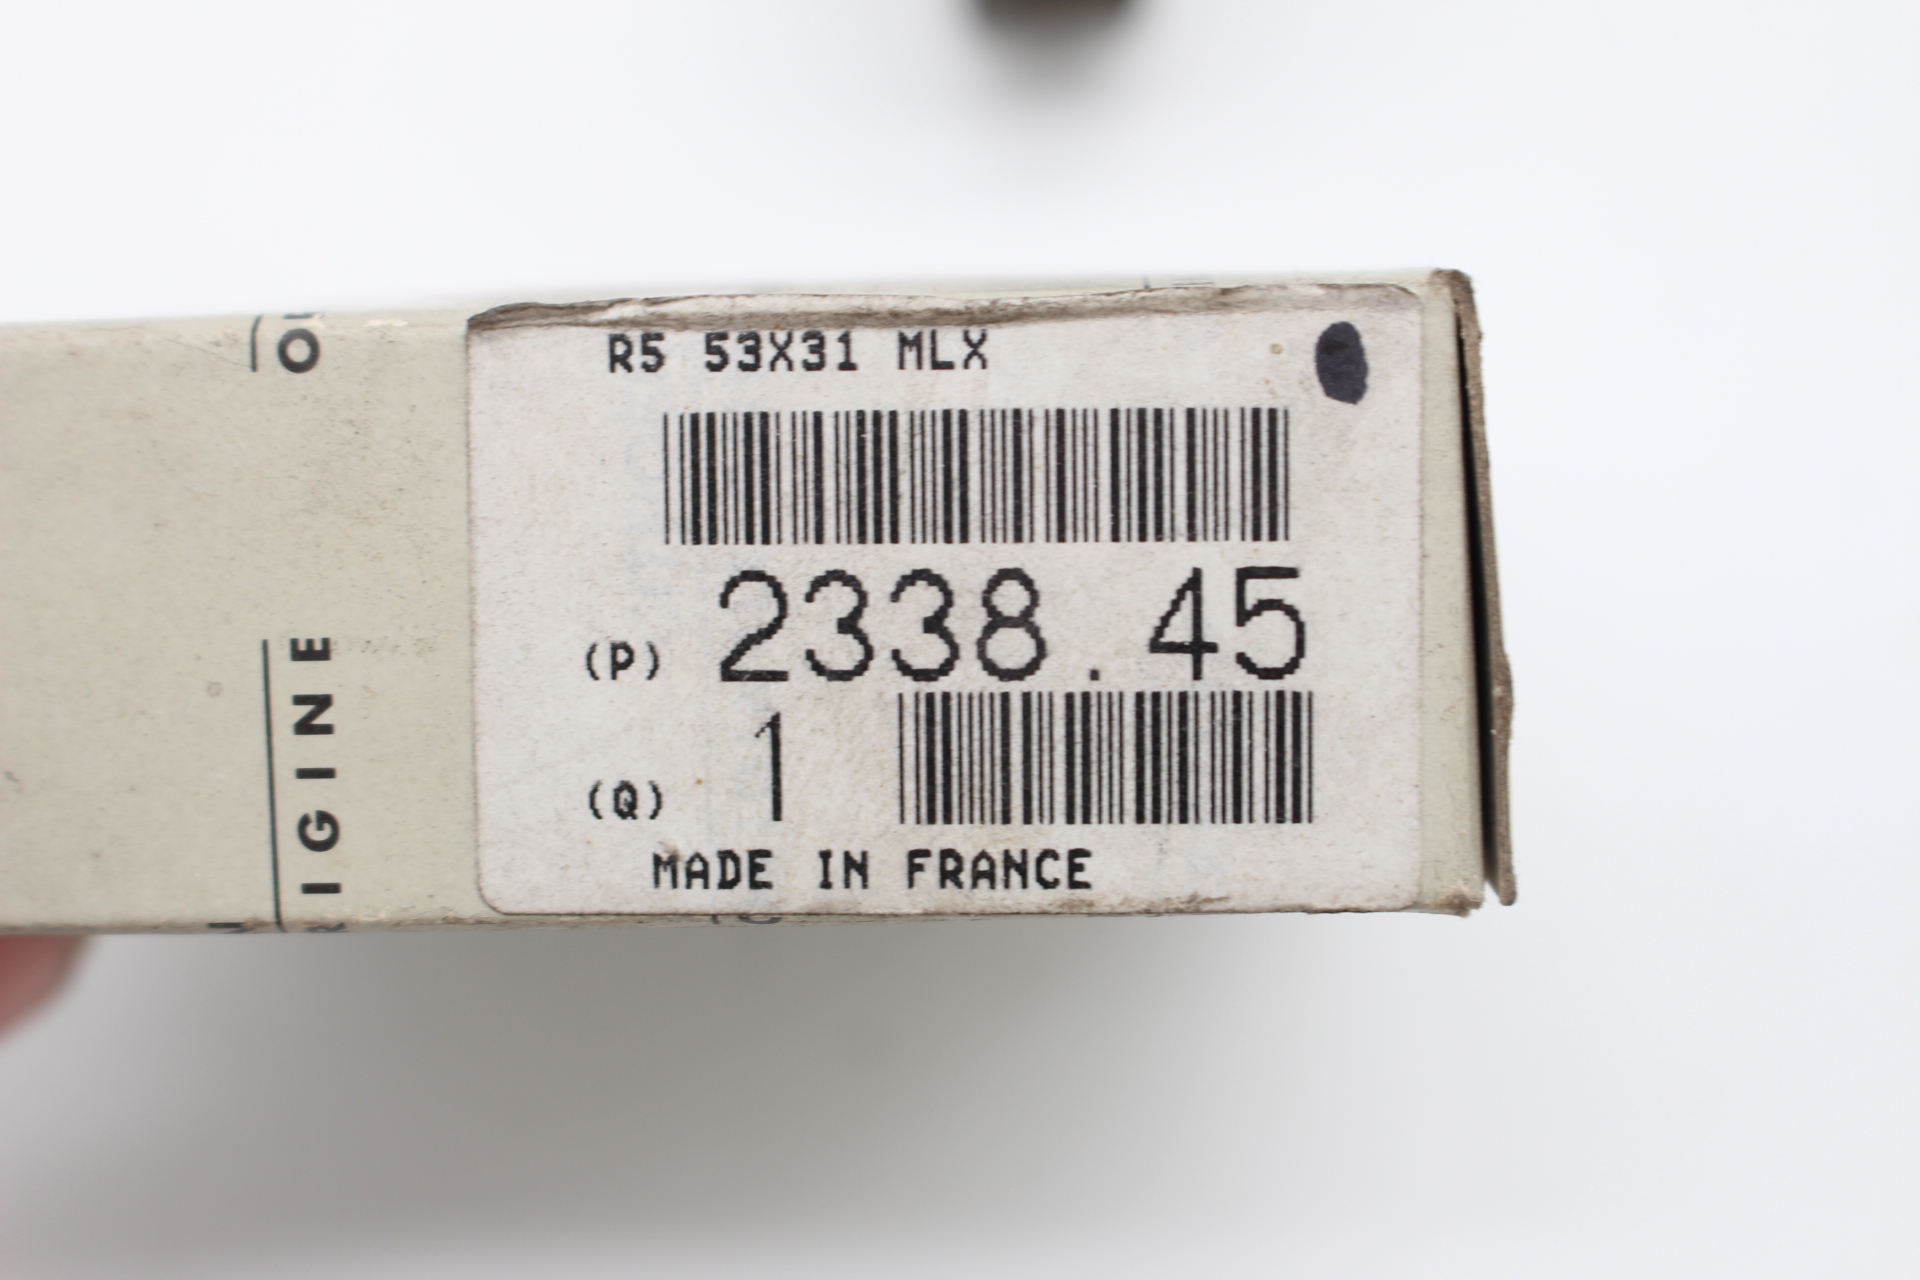 R5 53X31 MLX
(P) 2338.45
(Q) 1
MADE IN FRANCE
IGINE